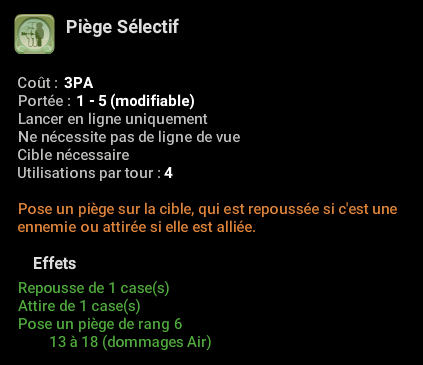 Piège Sélectif
Coût : 3PA
Portée : 1 - 5 (modifiable)
Lancer en ligne uniquement
Ne nécessite pas de ligne de vue
Cible nécessaire
Utilisations par tour : 4
Pose un piège sur la cible, qui est repoussée si c'est une
ennemie ou attirée si elle est alliée.
Effets
Repousse de 1 case(s)
Attire de 1 case(s)
Pose un piège de rang 6
13 à 18 (dommages Air)